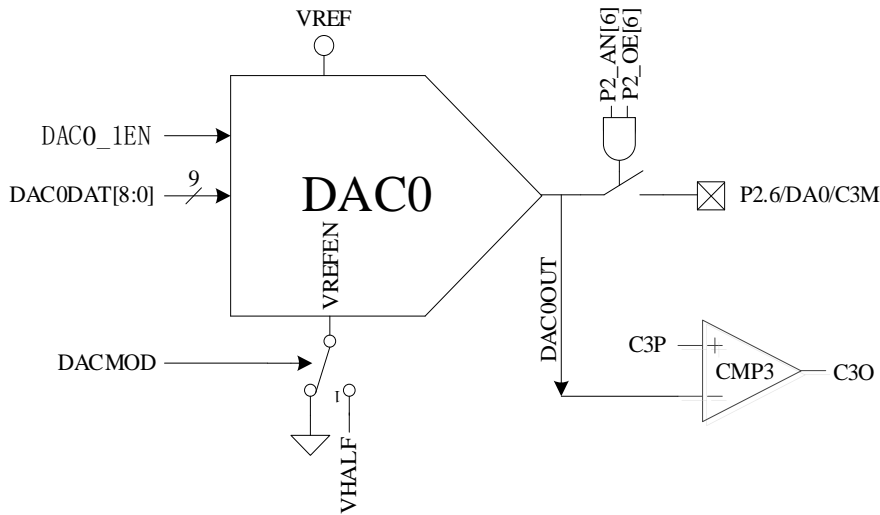 VREF
P2_AN[6]
P2_OE[6]
DAC0_1EN
9
DAC0DAT[8:0]
DAC0
P2.6/DA0/C3M
VREFEN
DAC0OUT
DACMOD
C3P
+
CMP3
C3O
1
VHALF